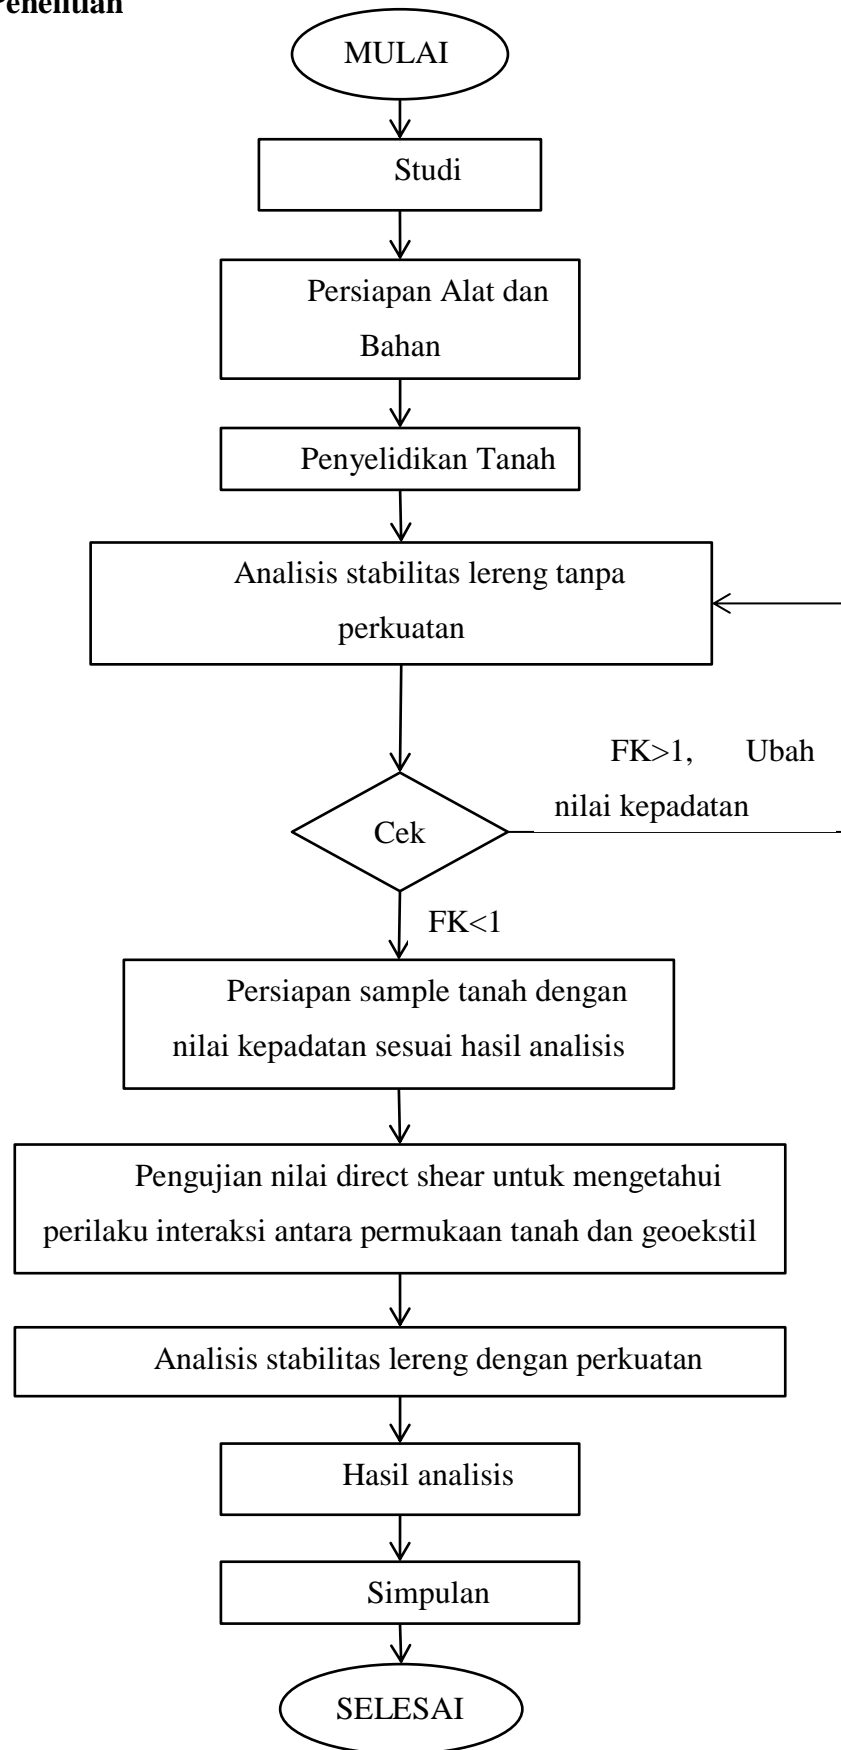 Penelitian
MULAI
Studi
Persiapan Alat dan
Bahan
Penyelidikan Tanah
Analisis stabilitas lereng tanpa
perkuatan
FK>1, Ubah
nilai kepadatan
Cek
FK<1
Persiapan sample tanah dengan
nilai kepadatan sesuai hasil analisis
Pengujian nilai direct shear untuk mengetahui
perilaku interaksi antara permukaan tanah dan geoekstil
Analisis stabilitas lereng dengan perkuatan
Hasil analisis
Simpulan
SELESAI